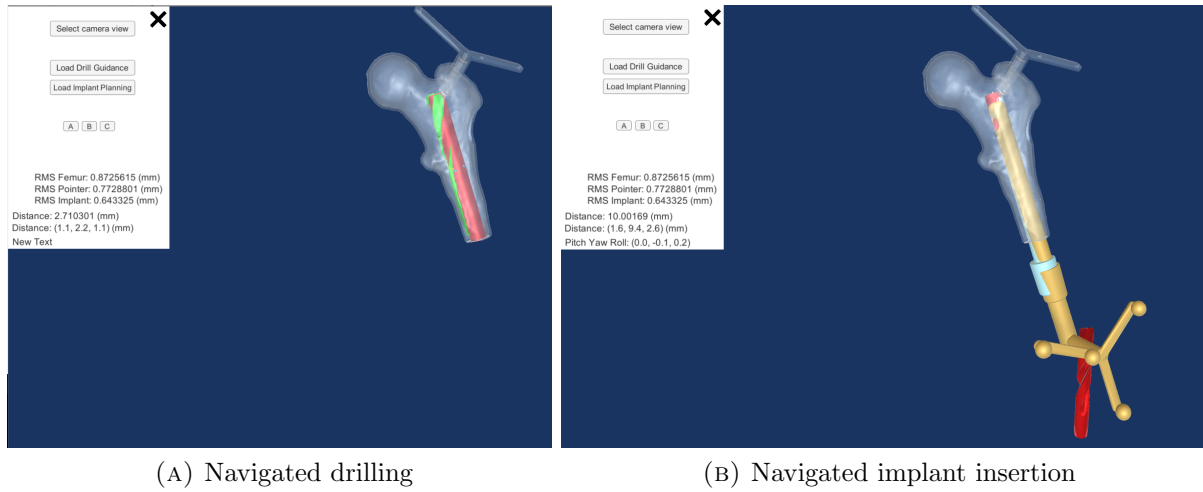 Select camera view
Load Drill Guidance
Load Implant Planning
A B C
RMS Femur: 0.8725615 (mm)
RMS Pointer: 0.7728801 (mm)
RMS Implant: 0.643325 (mm)
Distance: 2.710301 (mm)
Distance: (1.1, 2.2, 1.1) (mm)
New Text
Select camera view
Load Drill Guidance
Load Implant Planning
A B C
RMS Femur: 0.8725615 (mm)
RMS Pointer: 0.7728801 (mm)
RMS Implant: 0.643325 (mm)
Distance: 10.00169 (mm)
Distance: (1.6, 9.4, 2.6) (mm)
Pitch Yaw Roll: (0.0, -0.1, 0.2)
(A) Navigated drilling
(B) Navigated implant insertion